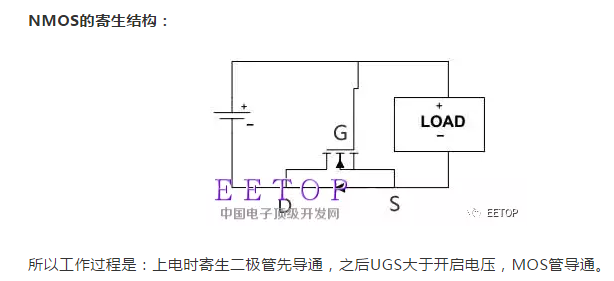 NMOS的寄生结构：
+
-
+
LOAD
-
G
EETOP
D
S
中国电子顶级开发网
EETOP
所以工作过程是：上电时寄生二极管先导通，之后UGS大于开启电压，MOS管导通。